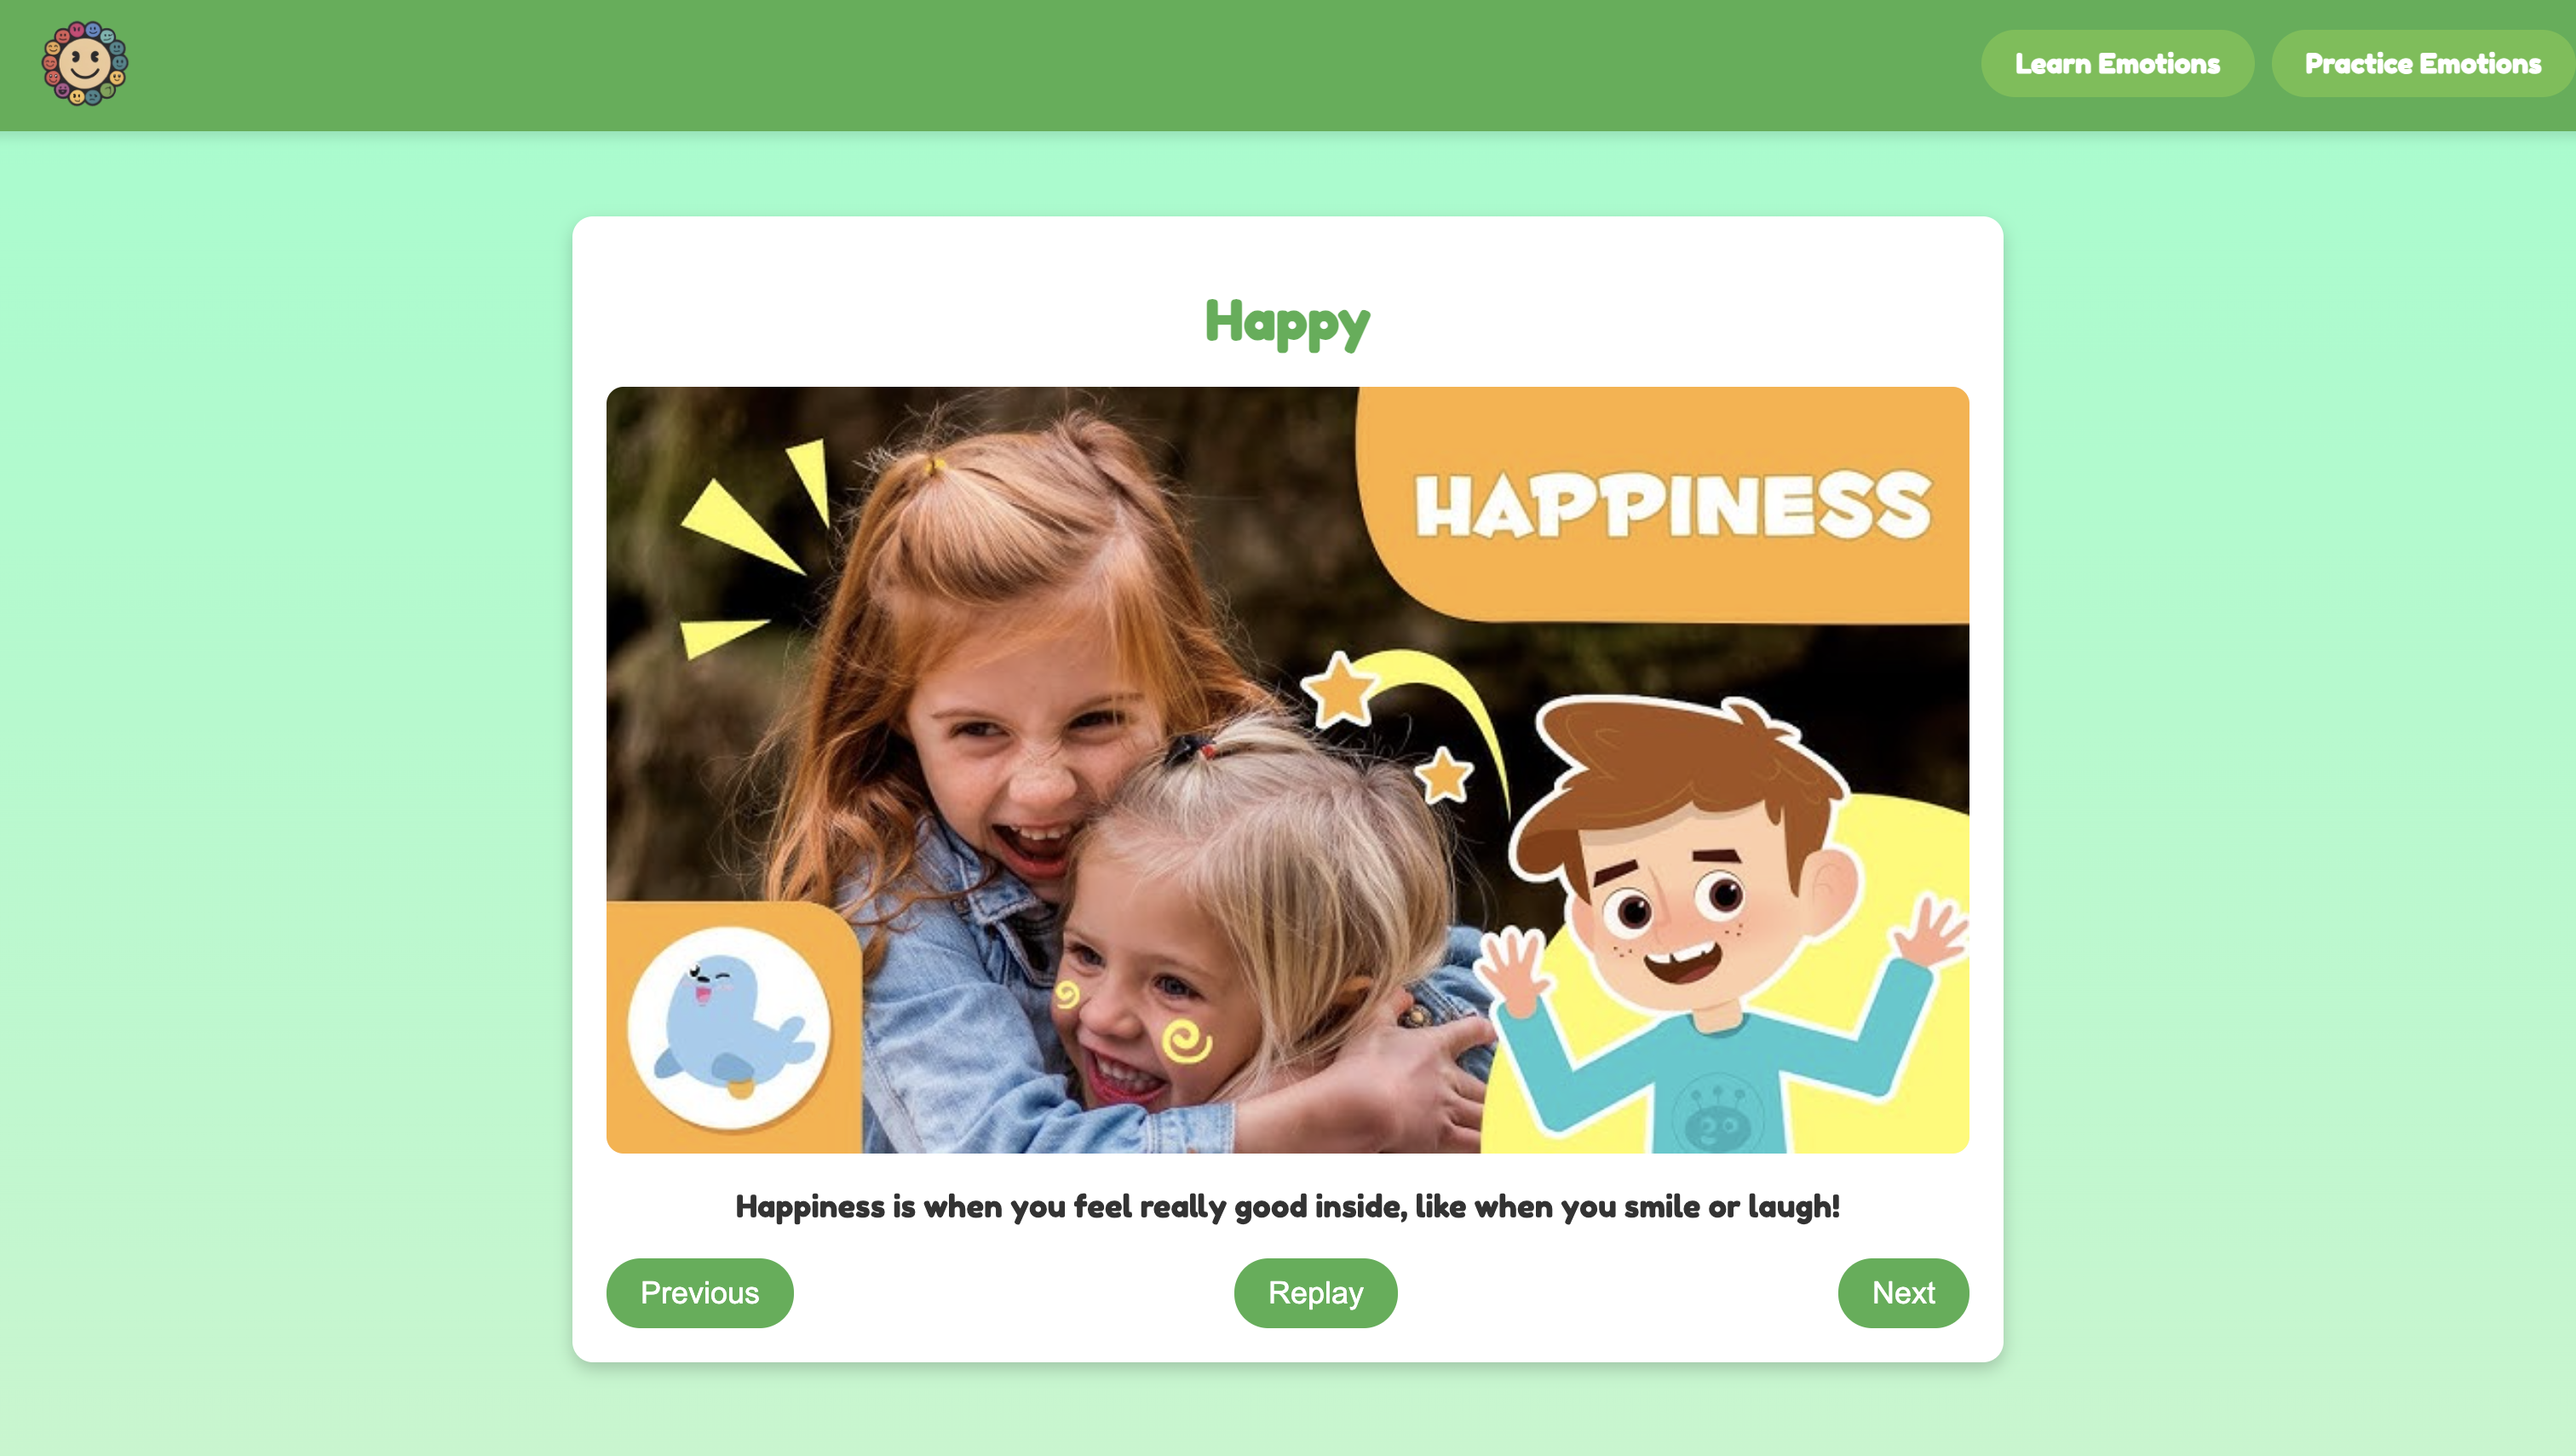 Learn Emotions
Practice Emotions
Happy
HAPPINESS
Happiness is when you feel really good inside, like when you smile or laugh!
Previous
Replay
Next